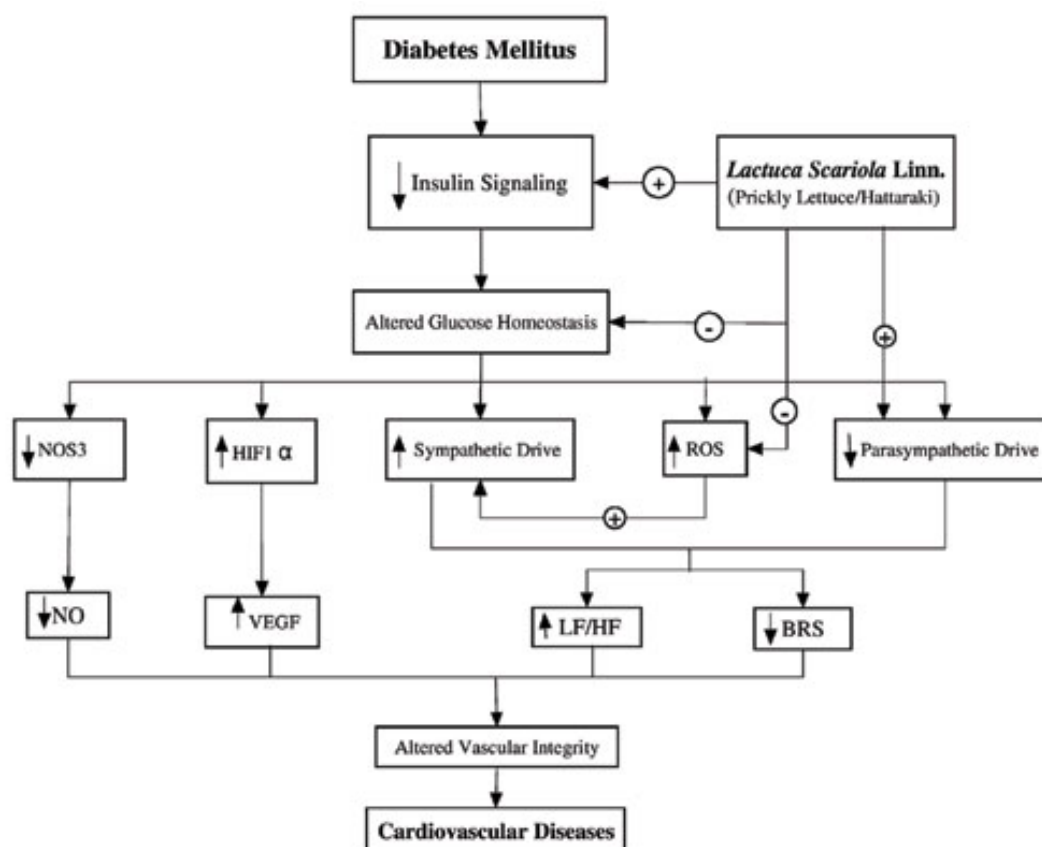 Diabetes Mellitus
↓ Insulin Signaling
+
Lactuca Scariola Linn.
(Prickly Lettuce/Hattaraki)
Altered Glucose Homeostasis
-
+
-
↓ NOS3
↑ HIF1 α
↑ Sympathetic Drive
↑ ROS
↓ Parasympathetic Drive
+
↓ NO
↑ VEGF
↑ LF/HF
↓ BRS
Altered Vascular Integrity
Cardiovascular Diseases